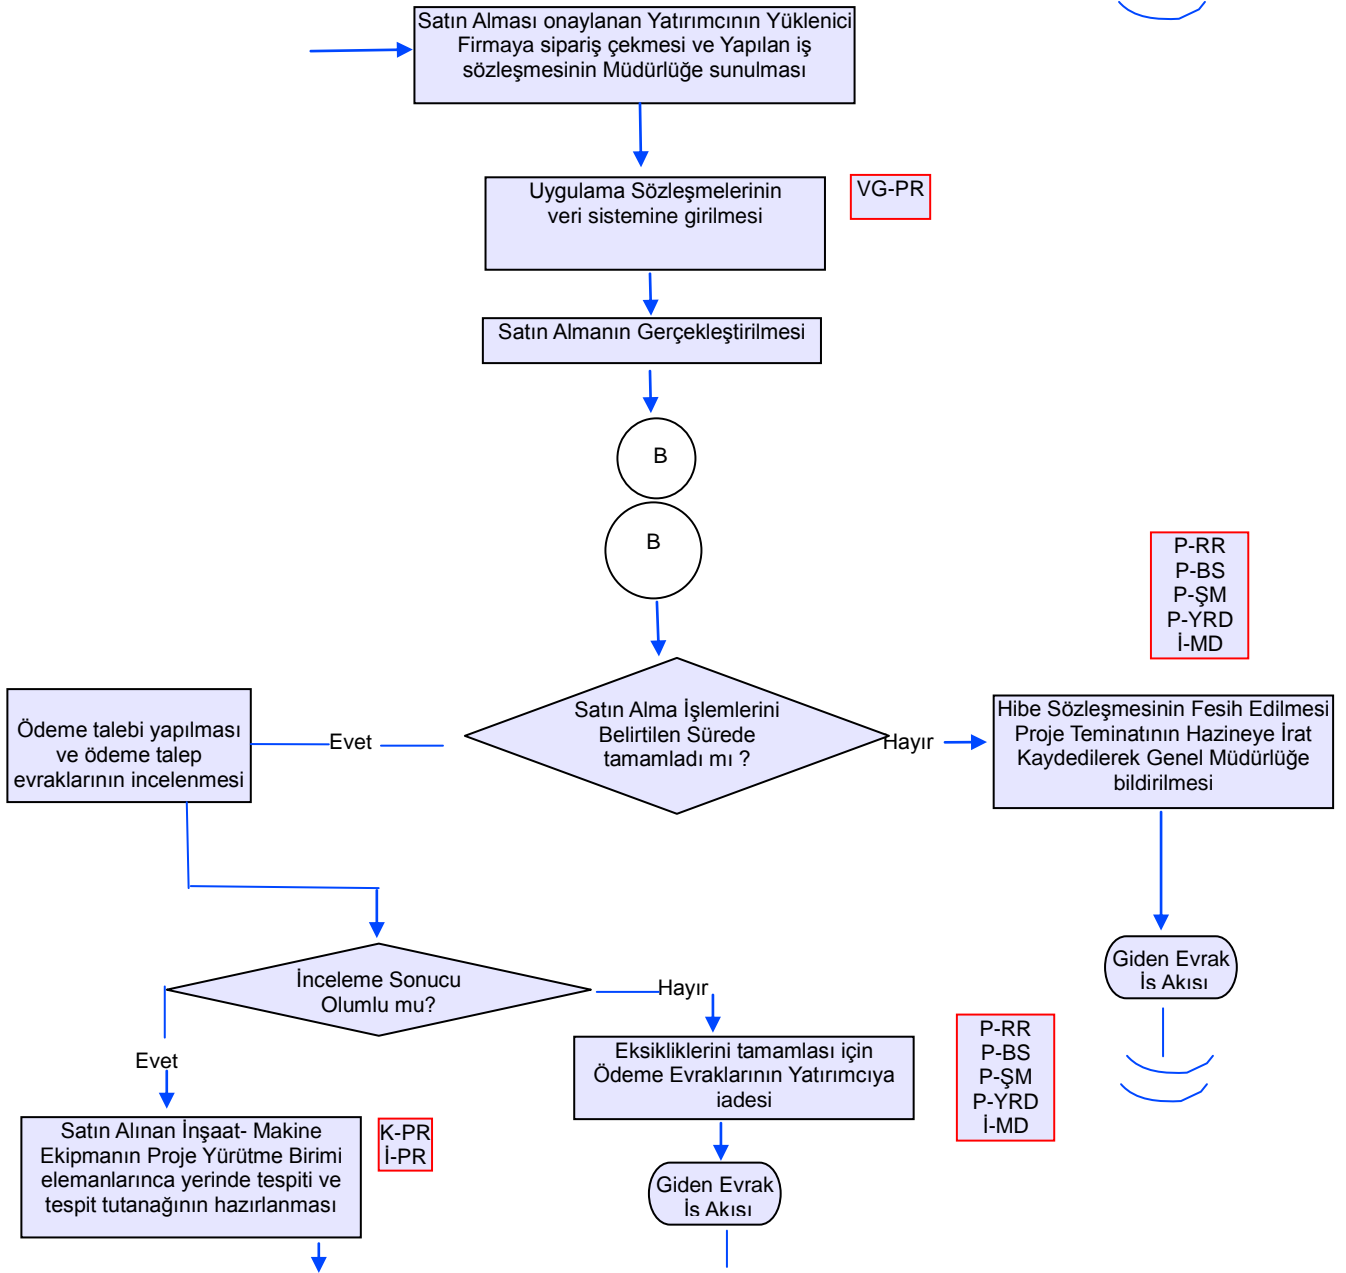 Satın Alması onaylanan Yatırımcının Yüklenici
Firmaya sipariş çekmesi ve Yapılan iş
sözleşmesinin Müdürlüğe sunulması
Uygulama Sözleşmelerinin
veri sistemine girilmesi
VG-PR
Satın Almanın Gerçekleştirilmesi
B
B
P-RR
P-BS
P-ŞM
P-YRD
İ-MD
Satın Alma İşlemlerini
Belirtilen Sürede
tamamladı mı ?
Evet
Hayır
Ödeme talebi yapılması
ve ödeme talep
evraklarının incelenmesi
Hibe Sözleşmesinin Fesih Edilmesi
Proje Teminatının Hazineye İrat
Kaydedilerek Genel Müdürlüğe
bildirilmesi
Giden Evrak
İş Akışı
İnceleme Sonucu
Olumlu mu?
Hayır
Evet
Eksikliklerini tamamlası için
Ödeme Evraklarının Yatırımcıya
iadesi
P-RR
P-BS
P-ŞM
P-YRD
İ-MD
Satın Alınan İnşaat- Makine
Ekipmanın Proje Yürütme Birimi
elemanlarınca yerinde tespiti ve
tespit tutanağının hazırlanması
K-PR
İ-PR
Giden Evrak
İş Akışı